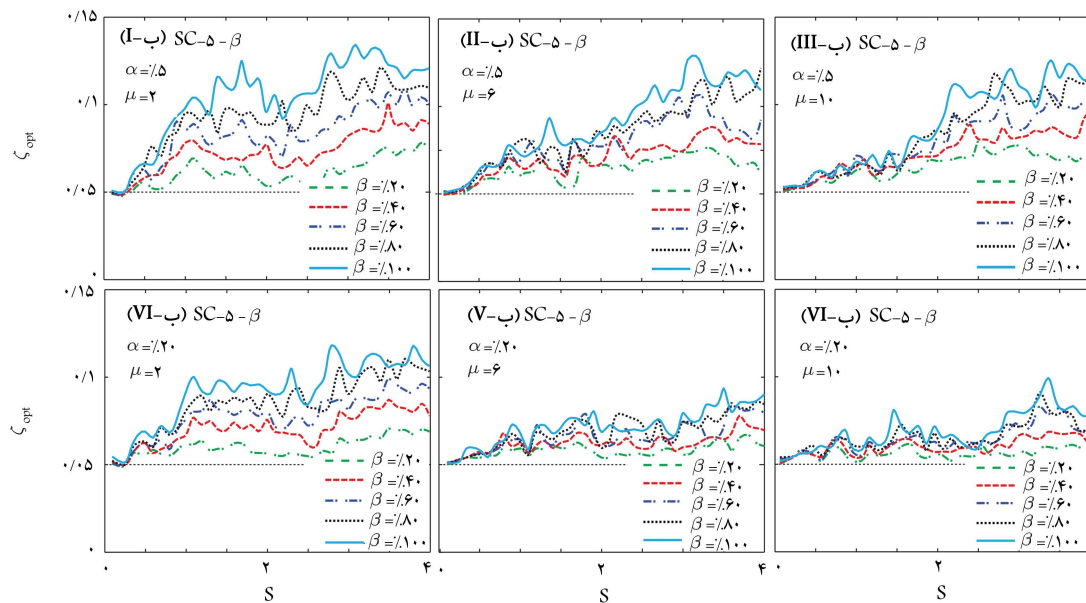 ۰/۱۵
۰/۱
۰/۰۵
۰
ζopt
(I-ب) SC-۵-β
α=٪۵
μ=۲
β=٪۲۰
β=٪۴۰
β=٪۶۰
β=٪۸۰
β=٪۱۰۰
(II-ب) SC-۵-β
α=٪۵
μ=۶
β=٪۲۰
β=٪۴۰
β=٪۶۰
β=٪۸۰
β=٪۱۰۰
(III-ب) SC-۵-β
α=٪۵
μ=۱۰
β=٪۲۰
β=٪۴۰
β=٪۶۰
β=٪۸۰
β=٪۱۰۰
۰/۱۵
۰/۱
۰/۰۵
۰
ζopt
(VI-ب) SC-۵-β
α=٪۲۰
μ=۲
β=٪۲۰
β=٪۴۰
β=٪۶۰
β=٪۸۰
β=٪۱۰۰
۰
۲
۴
S
(V-ب) SC-۵-β
α=٪۲۰
μ=۶
β=٪۲۰
β=٪۴۰
β=٪۶۰
β=٪۸۰
β=٪۱۰۰
۲
۴
S
(VI-ب) SC-۵-β
α=٪۲۰
μ=۱۰
β=٪۲۰
β=٪۴۰
β=٪۶۰
β=٪۸۰
β=٪۱۰۰
۲
S